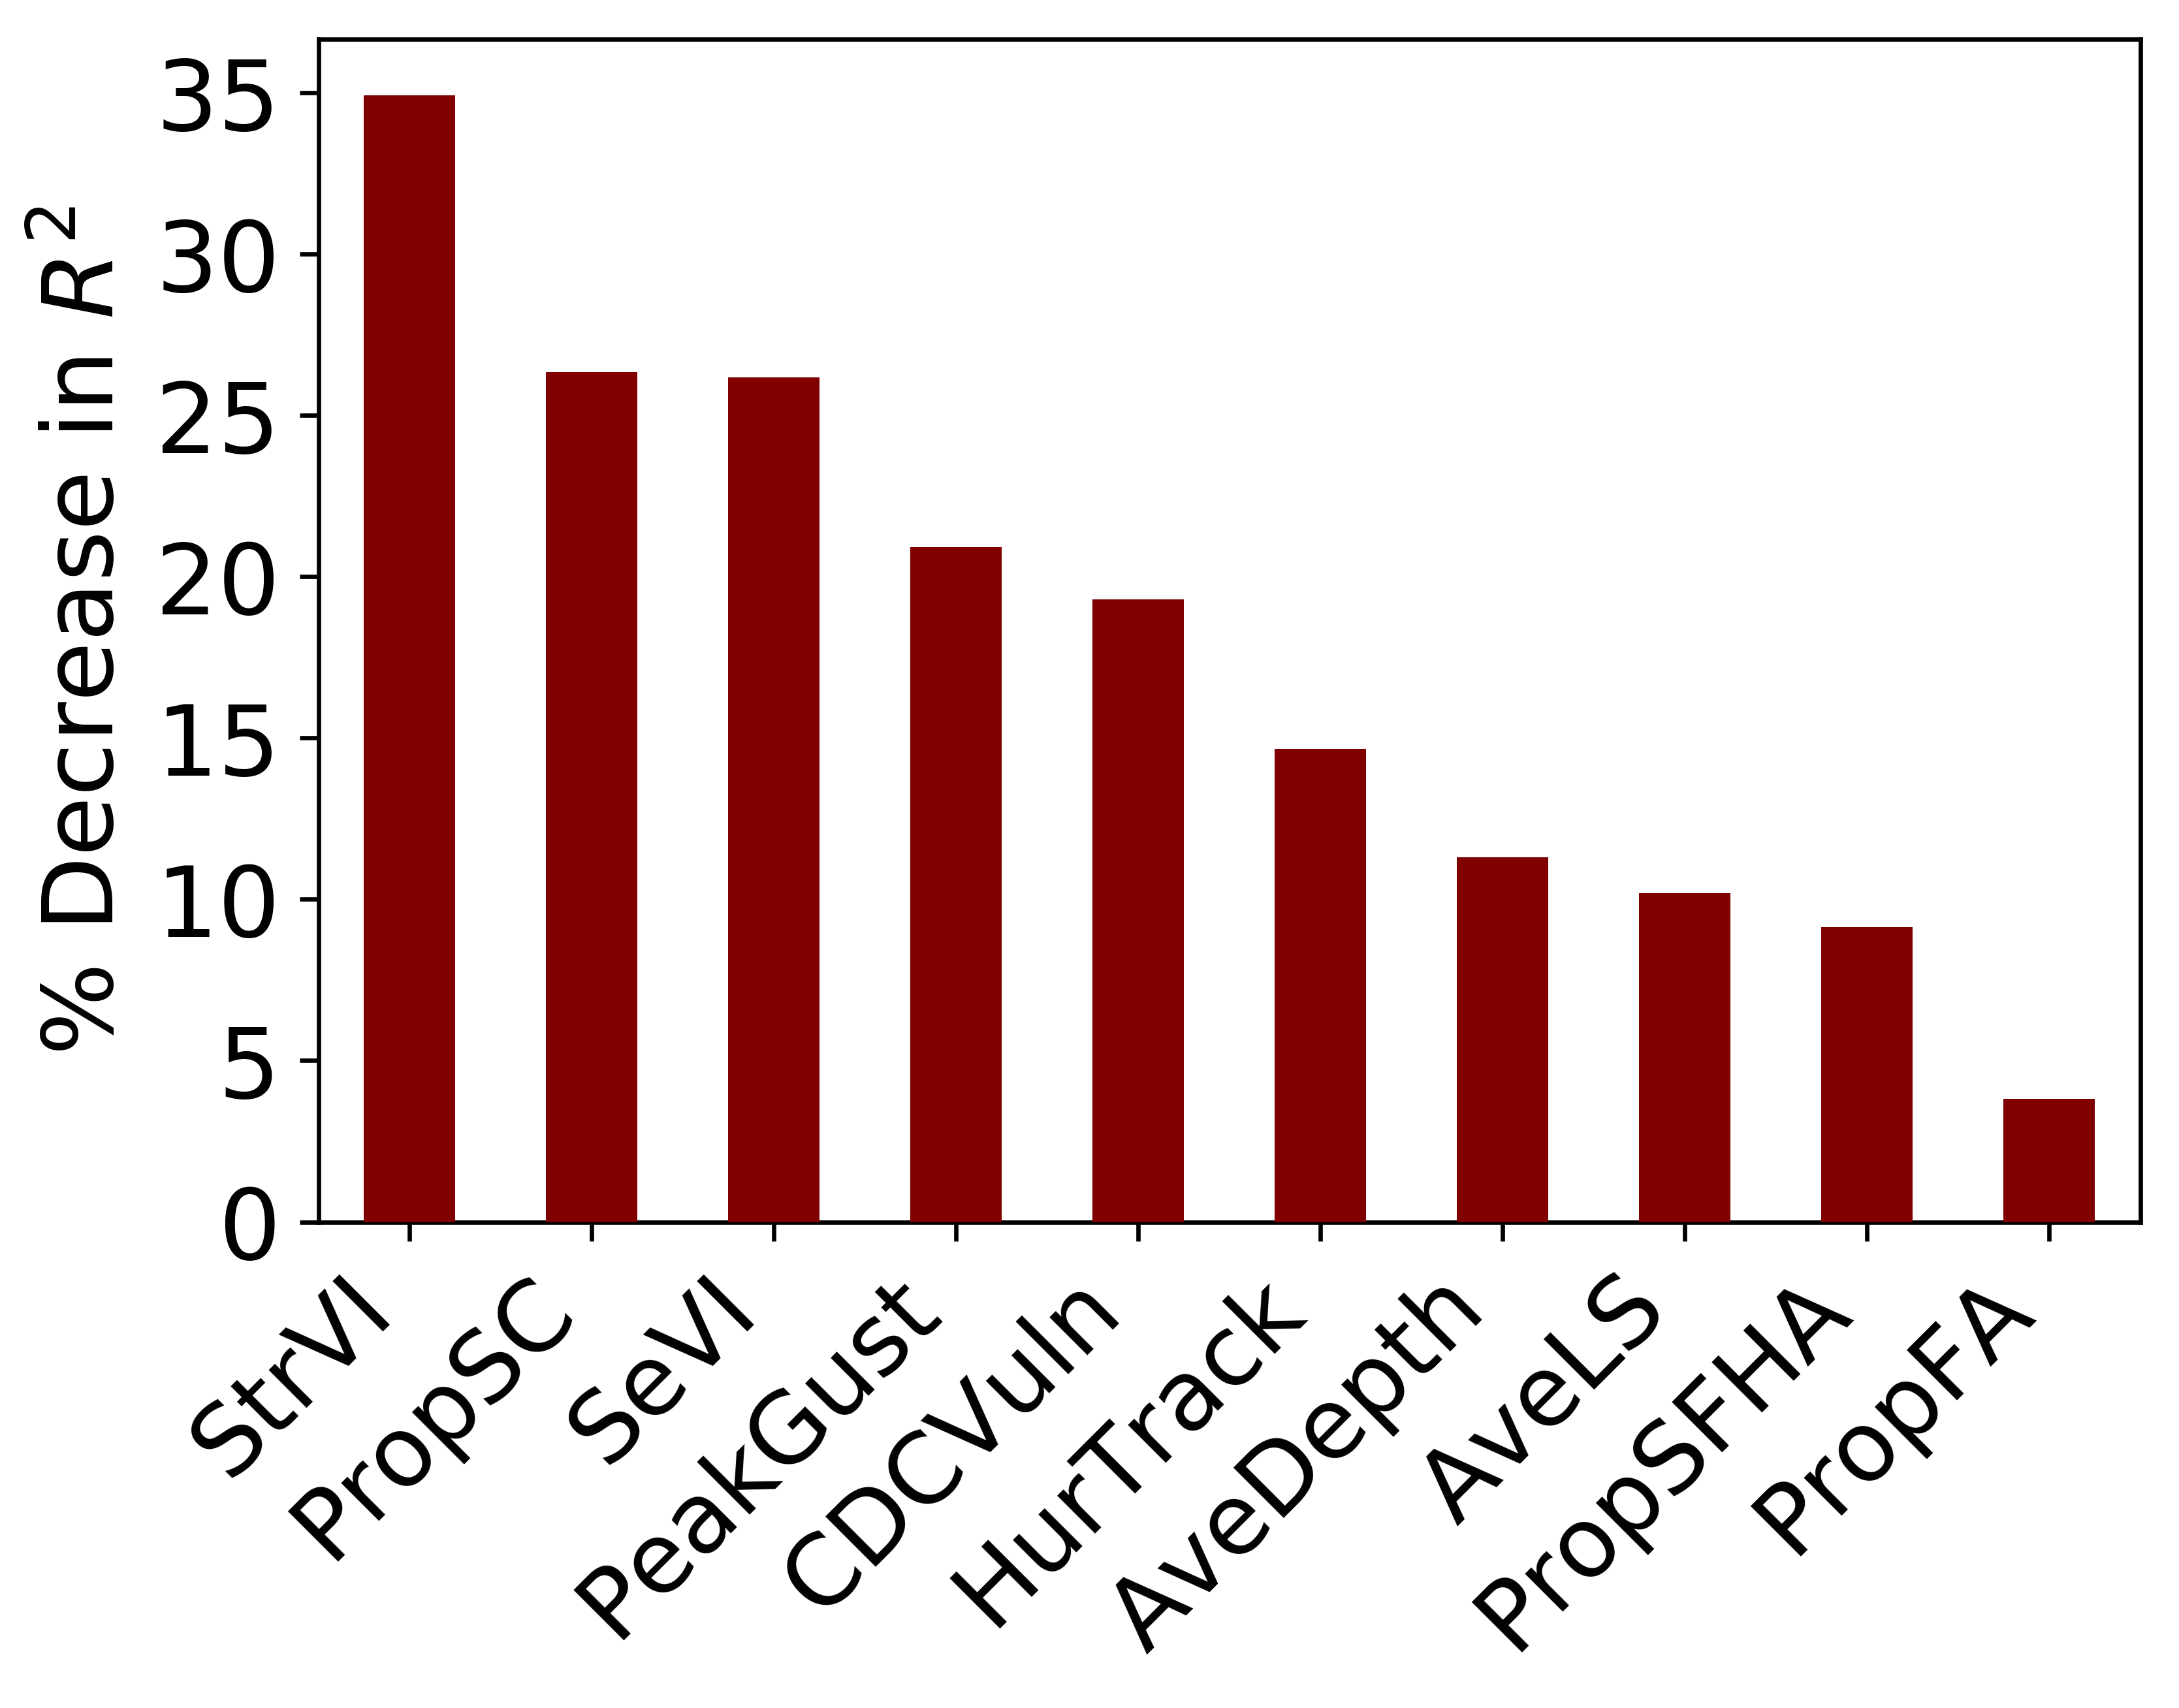 % Decrease in R²
35
30
25
20
15
10
5
0
StrVI
PropSC
SeVI
PeakGust
CDCVuln
HurTrack
AveDepth
AveLS
PropSFHA
PropFA